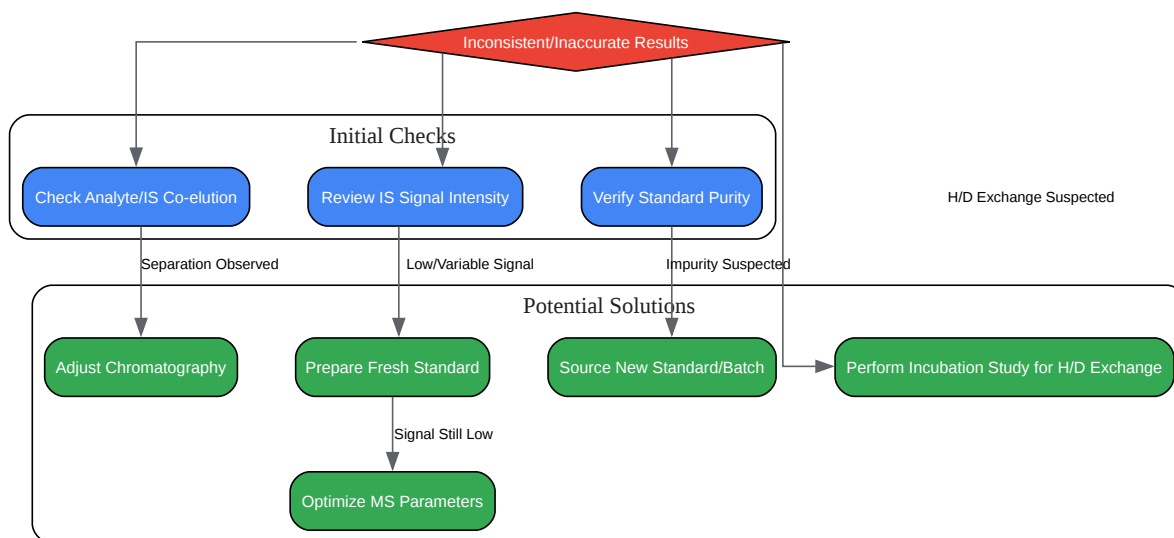 Inconsistent/Inaccurate Results
Initial Checks
Check Analyte/IS Co-elution
Review IS Signal Intensity
Verify Standard Purity
H/D Exchange Suspected
Separation Observed
Low/Variable Signal
Impurity Suspected
Potential Solutions
Adjust Chromatography
Prepare Fresh Standard
Source New Standard/Batch
Perform Incubation Study for H/D Exchange
Signal Still Low
Optimize MS Parameters